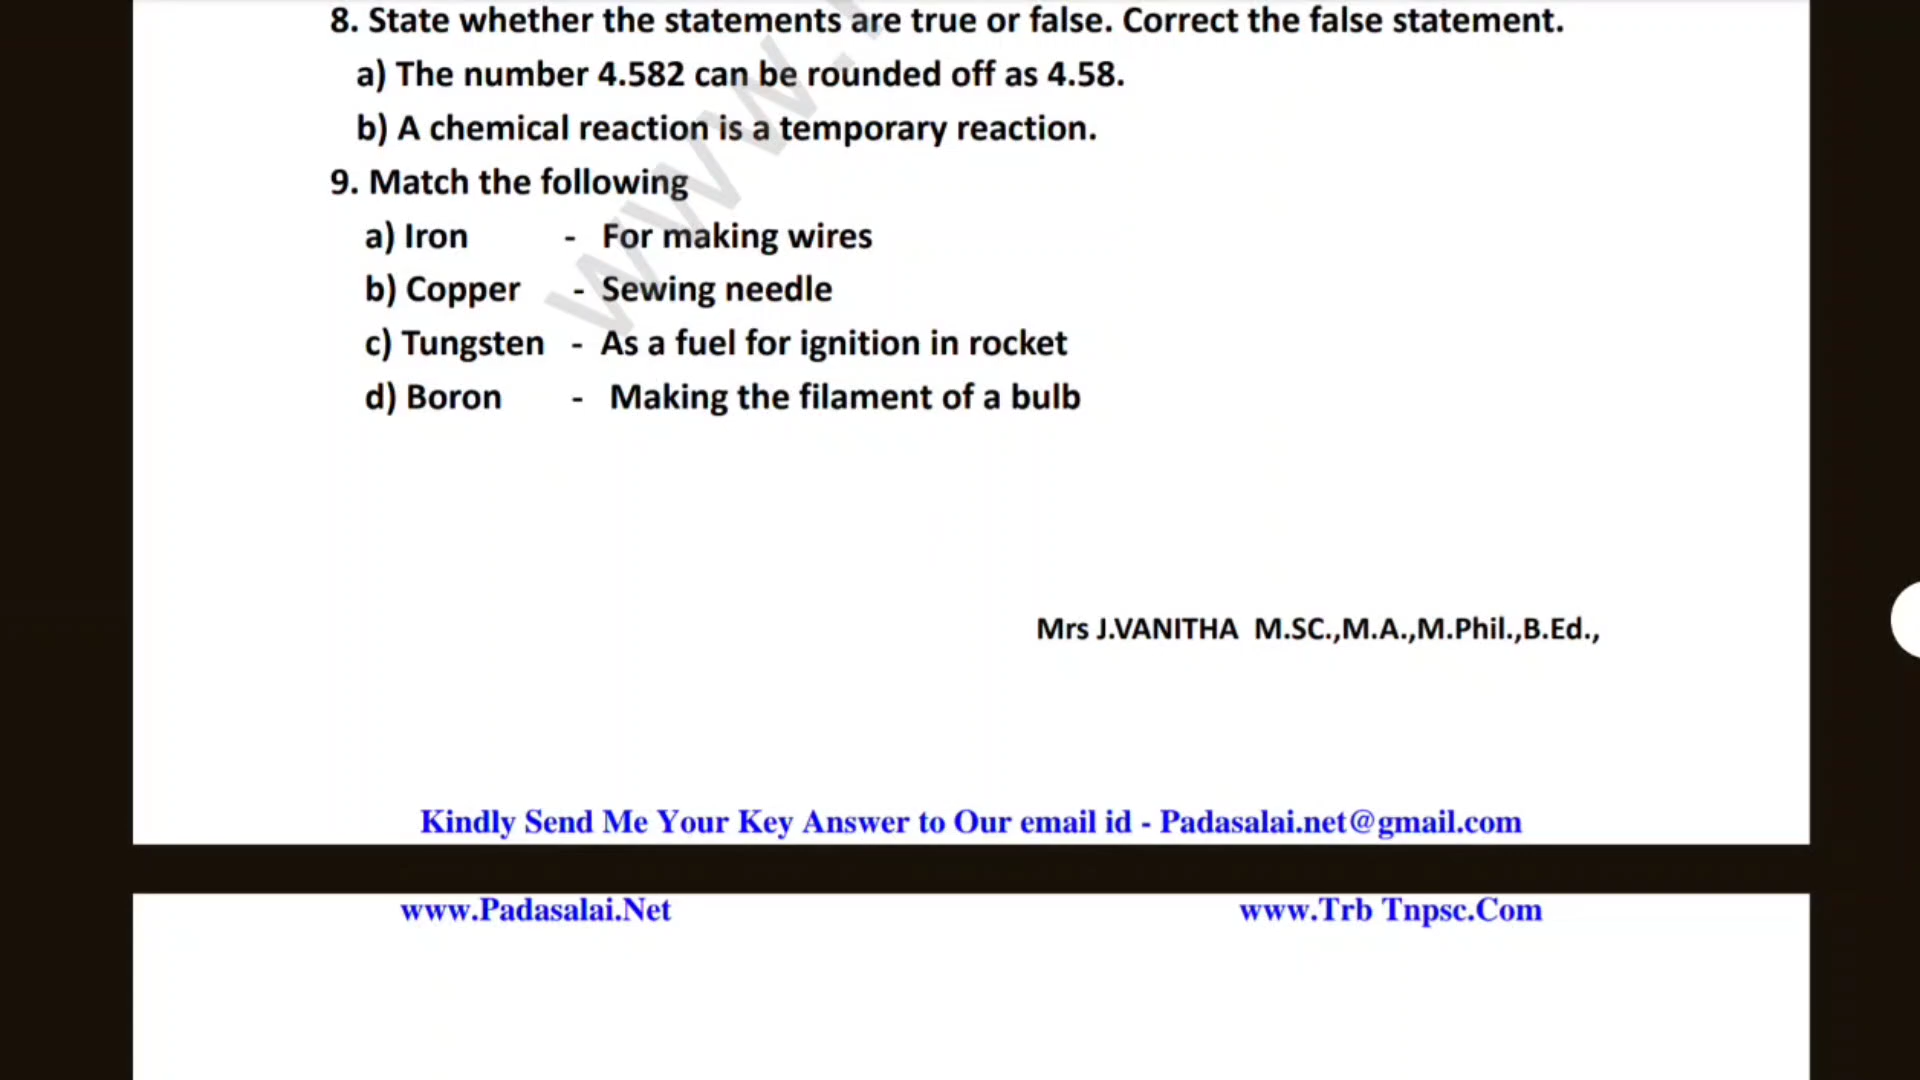 8. State whether the statements are true or false. Correct the false statement.
a) The number 4.582 can be rounded off as 4.58.
b) A chemical reaction is a temporary reaction.
9. Match the following
a) Iron - For making wires
b) Copper - Sewing needle
c) Tungsten - As a fuel for ignition in rocket
d) Boron - Making the filament of a bulb
www.
Mrs J.VANITHA M.SC.,M.A.,M.Phil.,B.Ed.,
Kindly Send Me Your Key Answer to Our email id - Padasalai.net@gmail.com
www.Padasalai.Net www.Trb Tnpsc.Com